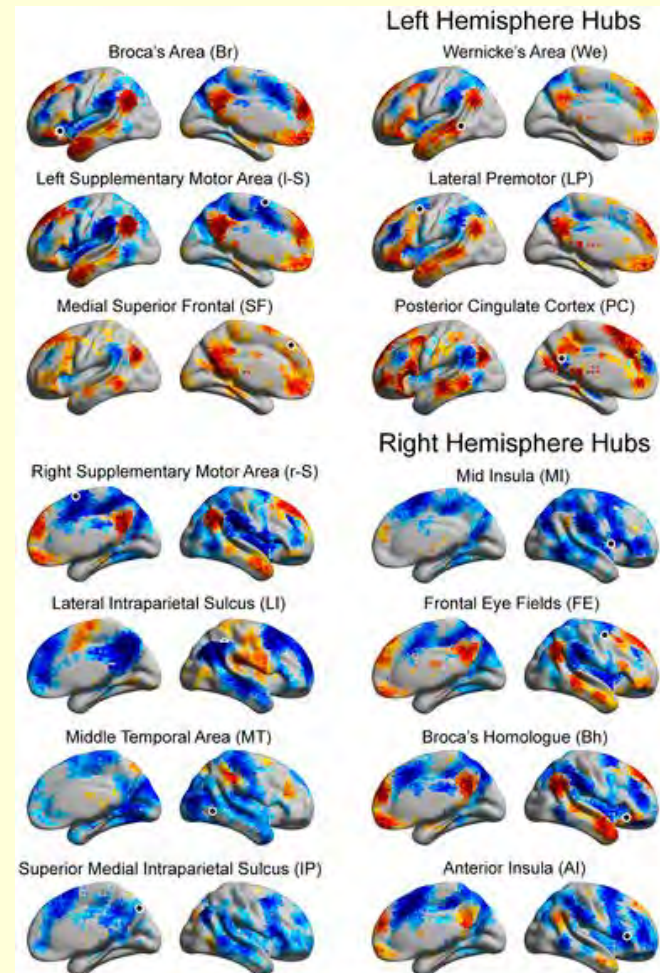 Left Hemisphere Hubs
Broca's Area (Br)
Wernicke's Area (We)
Left Supplementary Motor Area (l-S)
Lateral Premotor (LP)
Medial Superior Frontal (SF)
Posterior Cingulate Cortex (PC)
Right Hemisphere Hubs
Right Supplementary Motor Area (r-S)
Mid Insula (MI)
Lateral Intraparietal Sulcus (LI)
Frontal Eye Fields (FE)
Middle Temporal Area (MT)
Broca's Homologue (Bh)
Superior Medial Intraparietal Sulcus (IP)
Anterior Insula (AI)